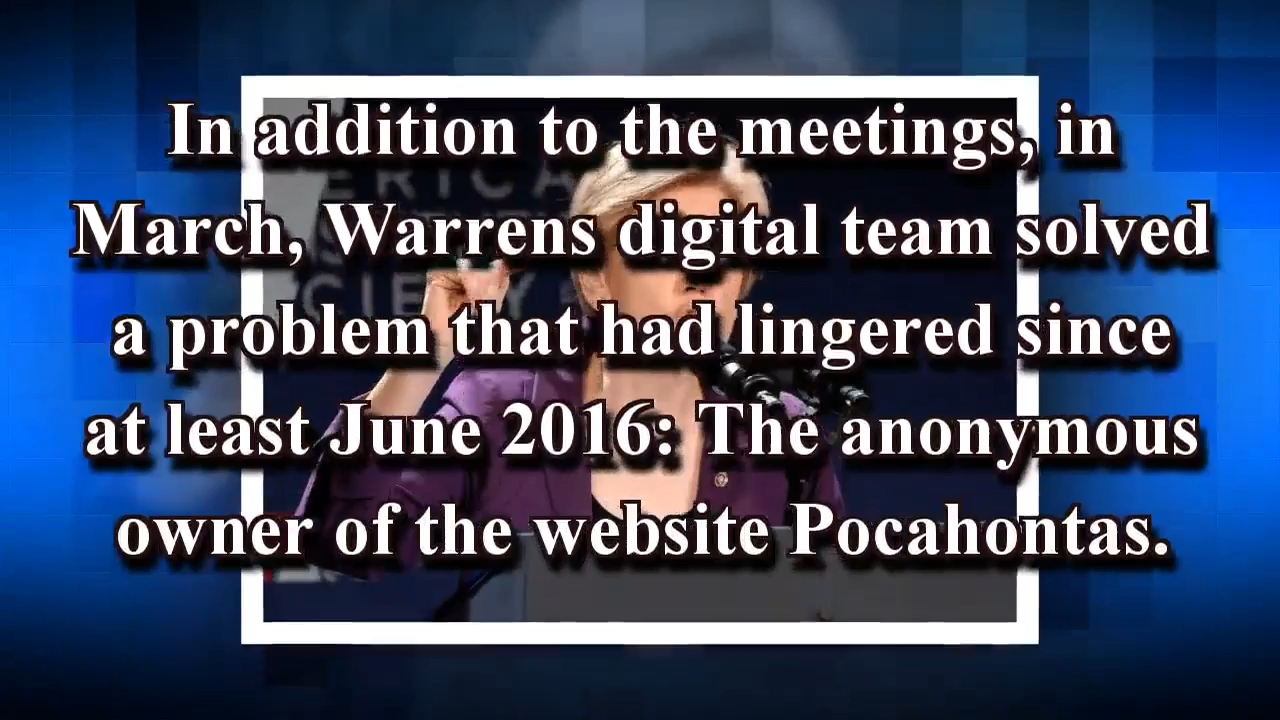 In addition to the meetings, in
March, Warrens digital team solved
a problem that had lingered since
at least June 2016: The anonymous
owner of the website Pocahontas.